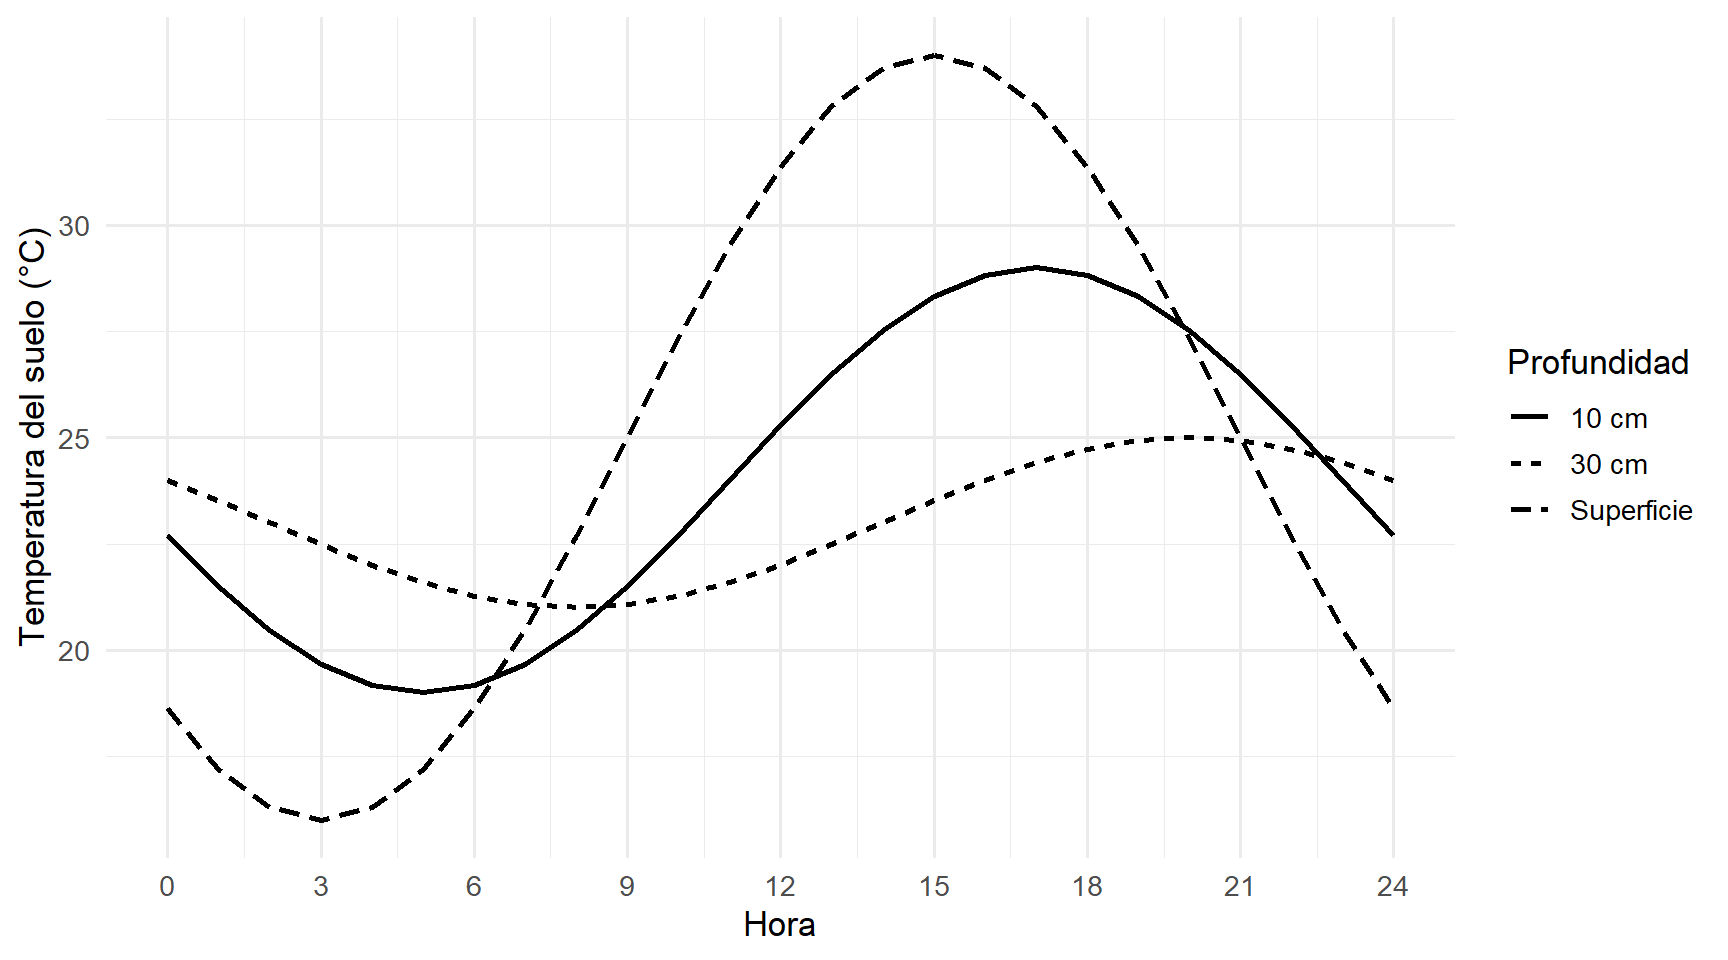 Temperatura del suelo (°C)
30
25
20
0 3 6 9 12 15 18 21 24
Hora
Profundidad
10 cm
30 cm
Superficie